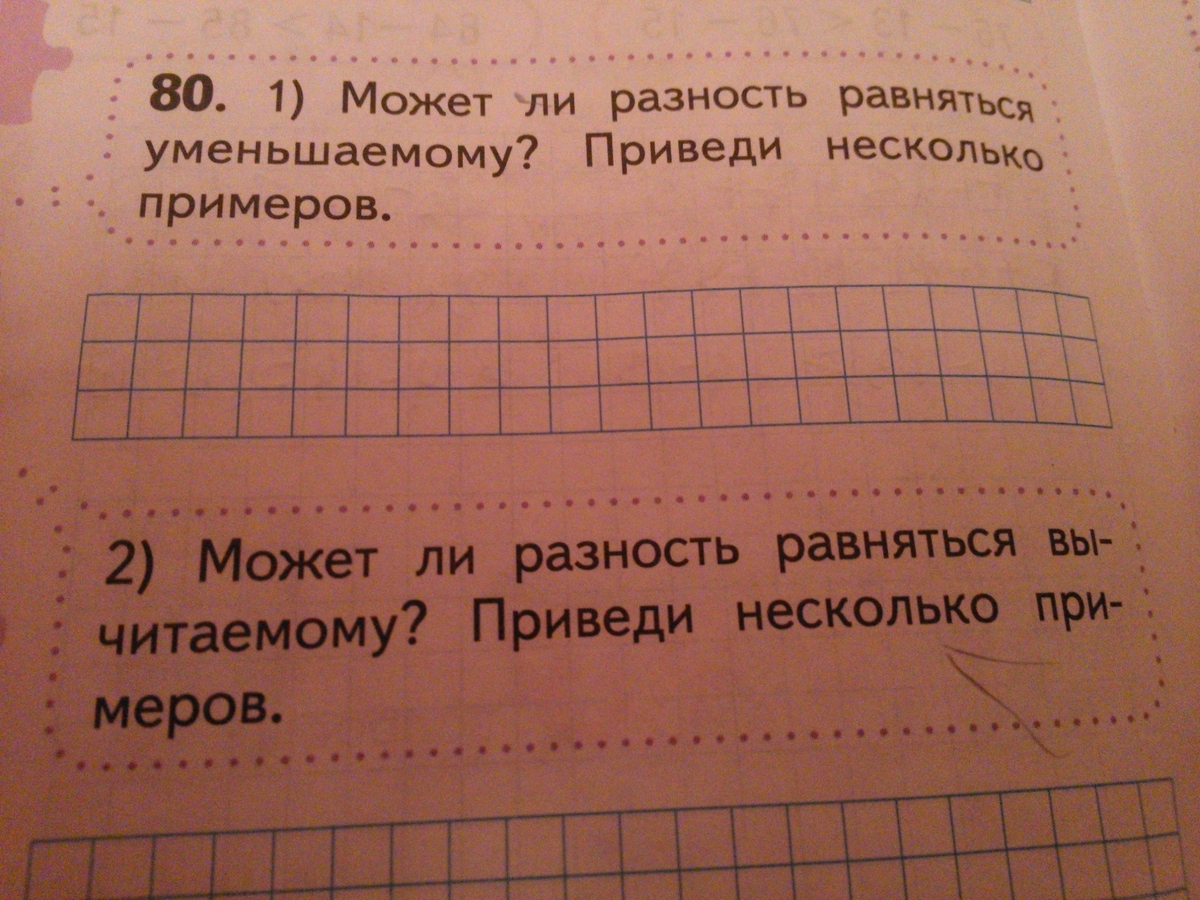 80. 1) Может ли разность равняться
уменьшаемому? Приведи несколько
примеров.
2) Может ли разность равняться вы-
читаемому? Приведи несколько при-
меров.